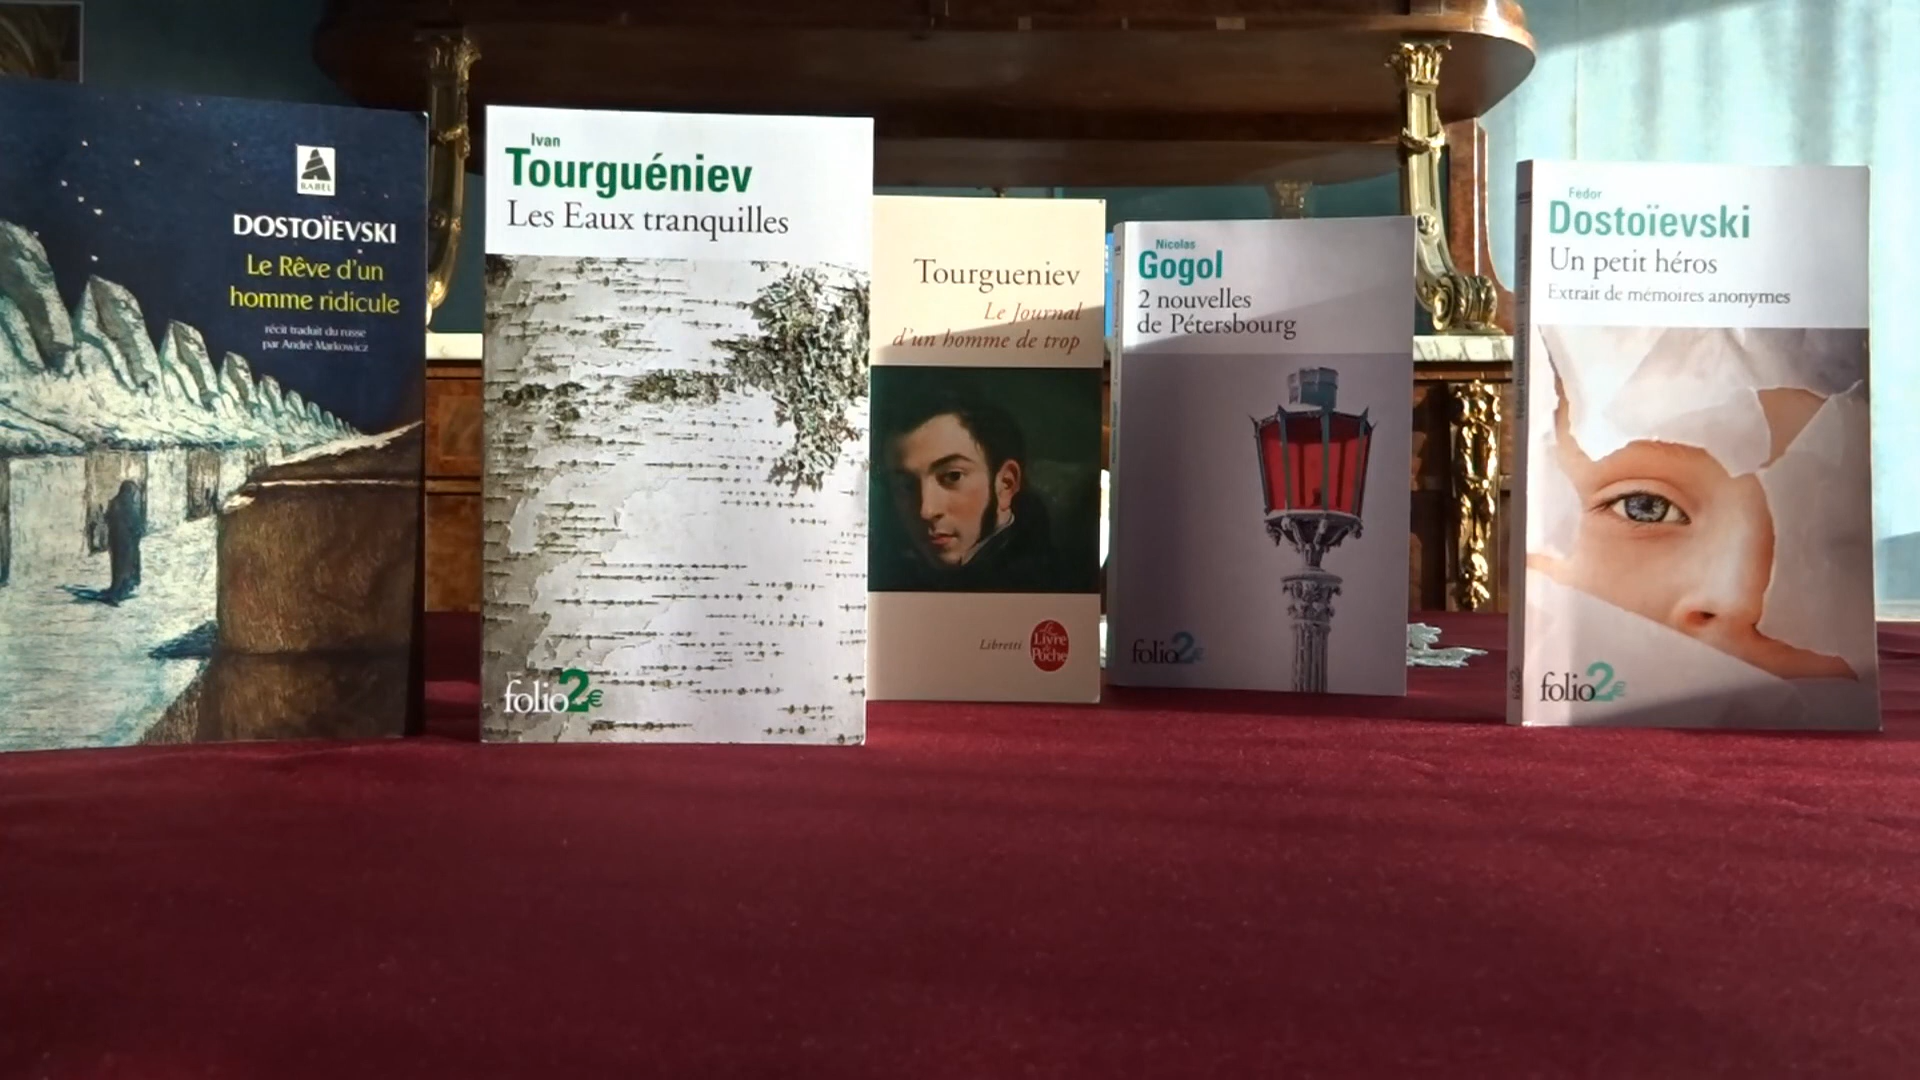 BABEL
DOSTOÏEVSKI
Le Rêve d'un
homme ridicule
récit traduit du russe
par André Markowicz
Ivan
Tourguéniev
Les Eaux tranquilles
folio2€
Tourgueniev
Le Journal
d'un homme de trop
Libretti
Le
Livre
de
Poche
Nicolas
Gogol
2 nouvelles
de Pétersbourg
folio2€
Fédor
Dostoïevski
Un petit héros
Extrait de mémoires anonymes
folio2€